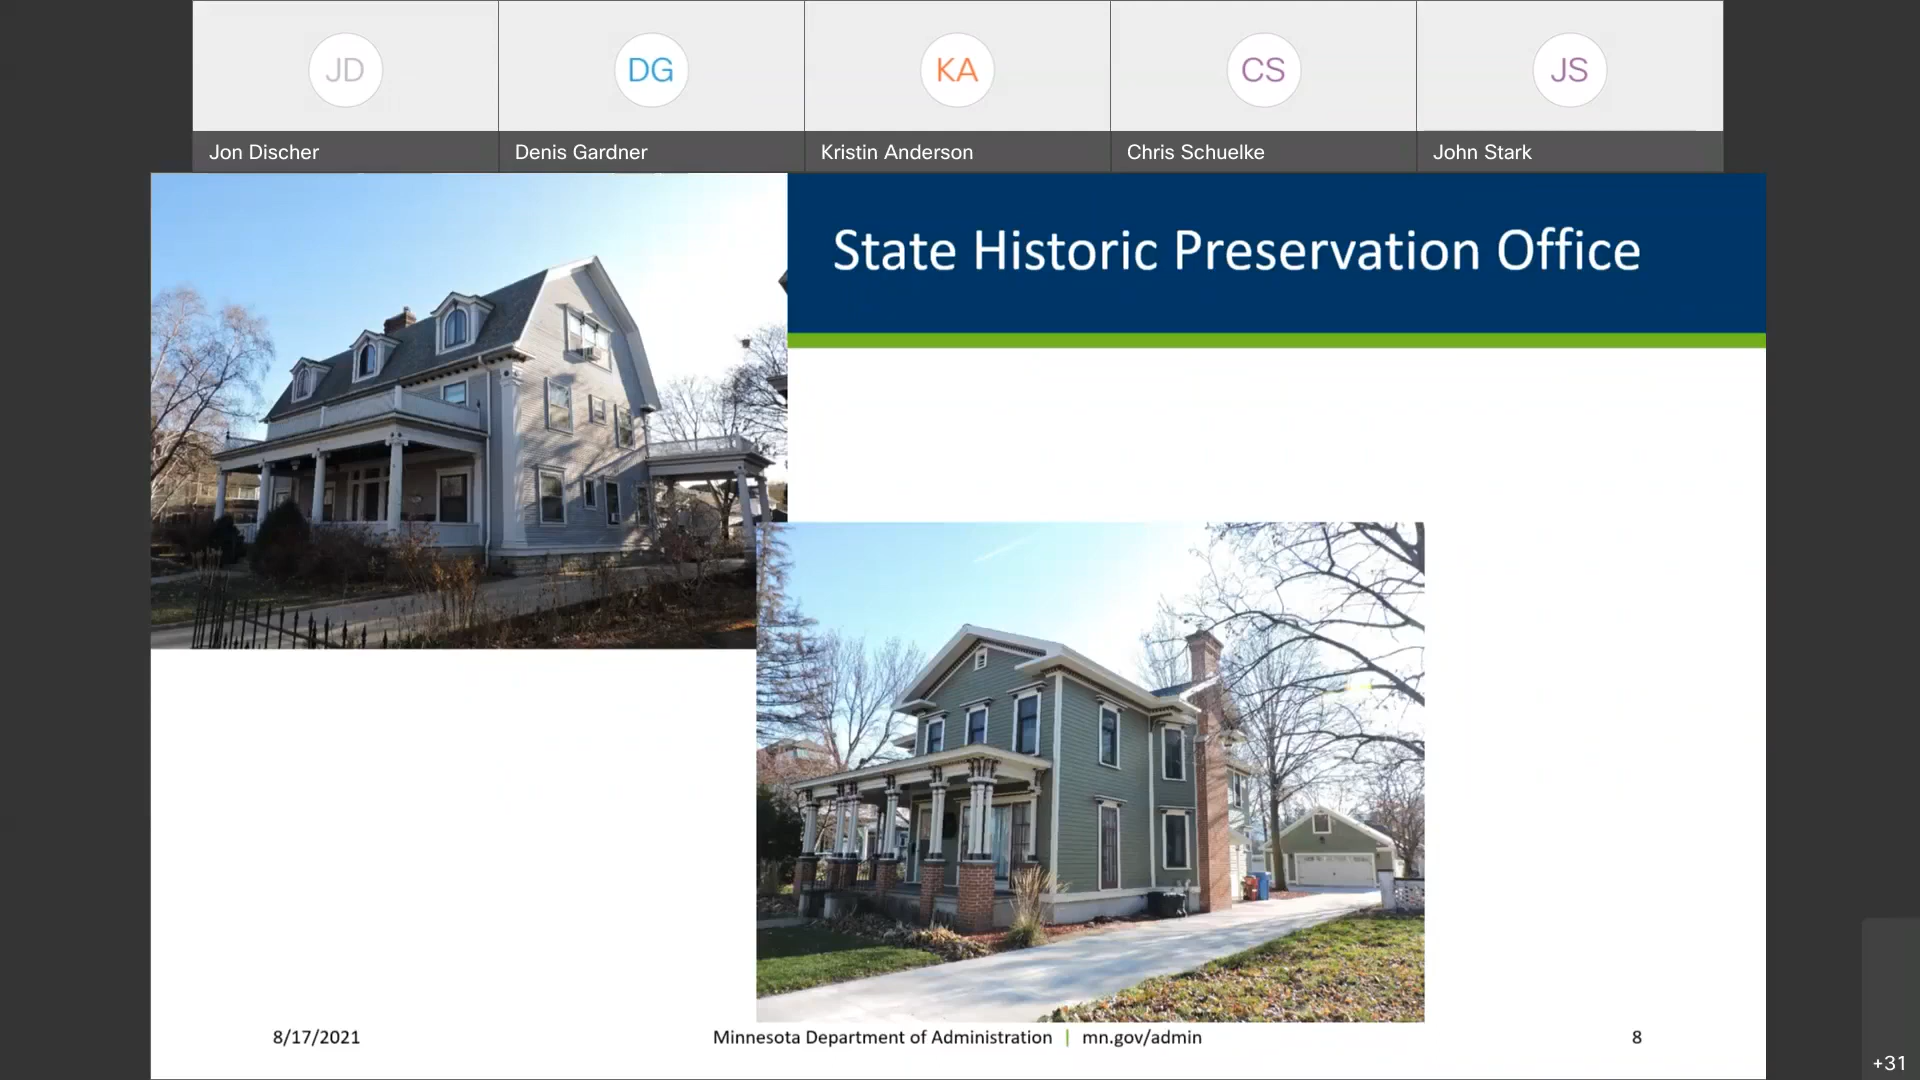 JD
DG
KA
CS
JS
Jon Discher
Denis Gardner
Kristin Anderson
Chris Schuelke
John Stark
State Historic Preservation Office
8/17/2021
Minnesota Department of Administration | mn.gov/admin
8
+31